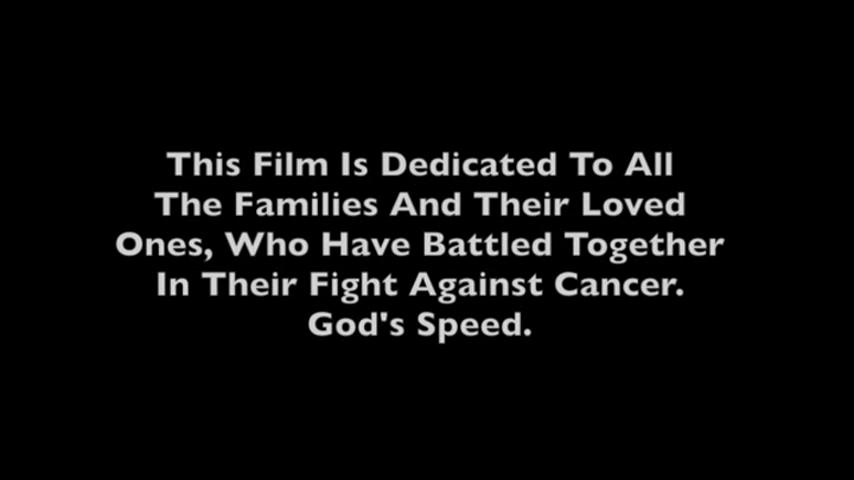 This Film Is Dedicated To All
The Families And Their Loved
Ones, Who Have Battled Together
In Their Fight Against Cancer.
God's Speed.